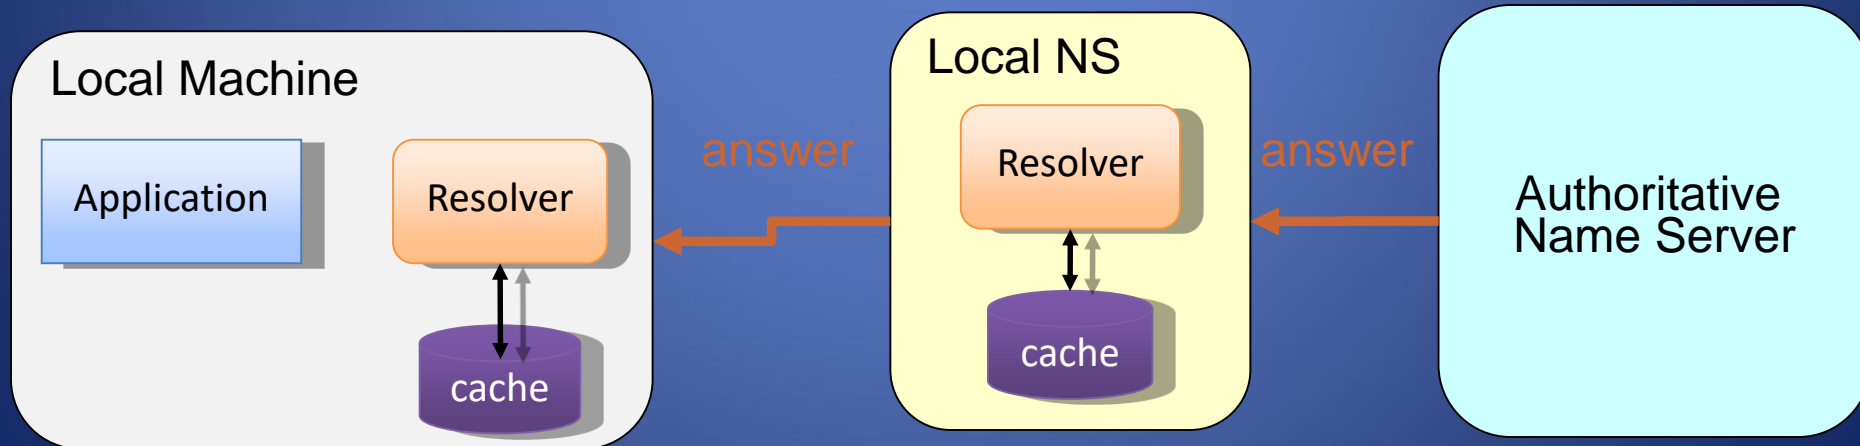 Local Machine
Application
Resolver
cache
answer
Local NS
Resolver
cache
answer
Authoritative
Name Server